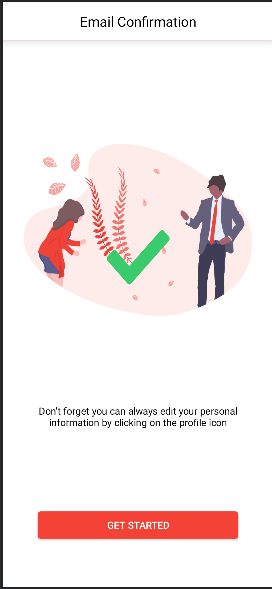 Email Confirmation
Don't forget you can always edit your personal
information by clicking on the profile icon
GET STARTED